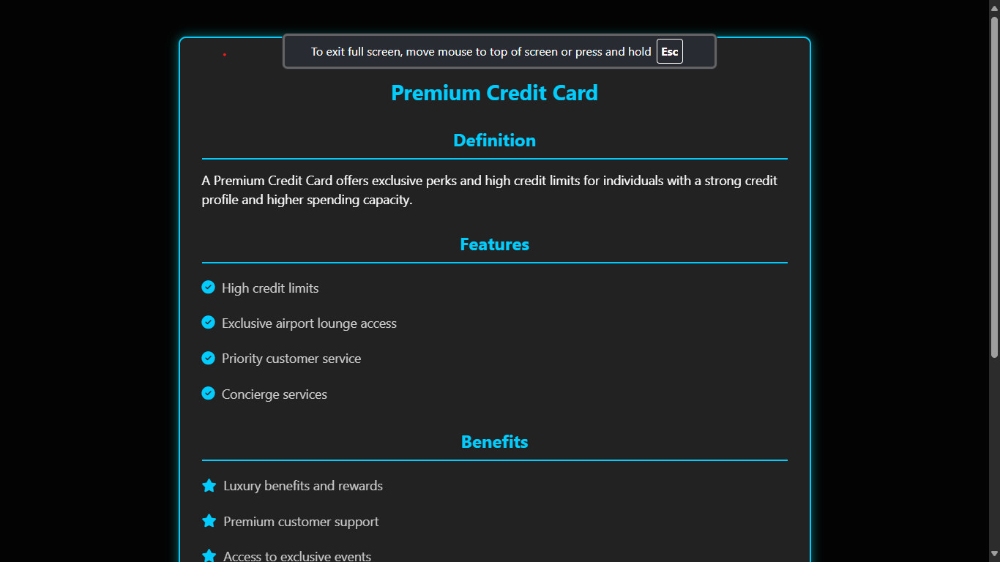 To exit full screen, move mouse to top of screen or press and hold Esc
Premium Credit Card
Definition
A Premium Credit Card offers exclusive perks and high credit limits for individuals with a strong credit
profile and higher spending capacity.
Features
High credit limits
Exclusive airport lounge access
Priority customer service
Concierge services
Benefits
Luxury benefits and rewards
Premium customer support
Access to exclusive events